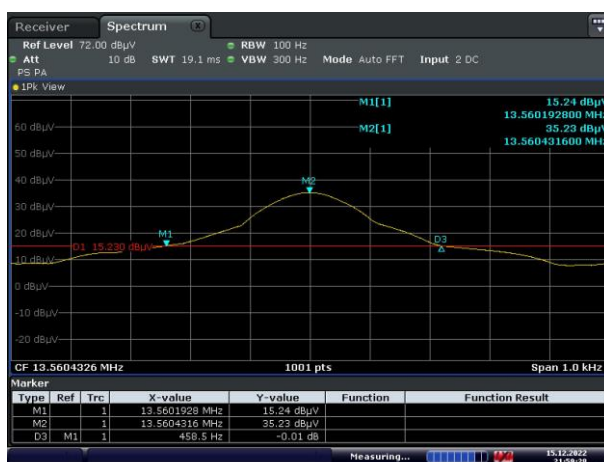 Receiver Spectrum
Ref Level 72.00 dBµV RBW 100 Hz
Att 10 dB SWT 19.1 ms VBW 300 Hz Mode Auto FFT Input 2 DC
PS PA
1Pk View
M1[1] 15.24 dBµV
13.560192800 MHz
M2[1] 35.23 dBµV
13.560431600 MHz
60 dBµV
50 dBµV
40 dBµV
M2
30 dBµV
20 dBµV
M1
D3
D1 15.230 dBµV
10 dBµV
0 dBµV
-10 dBµV
-20 dBµV
CF 13.5604326 MHz 1001 pts Span 1.0 kHz
Marker
Type Ref Trc X-value Y-value Function Function Result
M1 1 13.5601928 MHz 15.24 dBµV
M2 1 13.5604316 MHz 35.23 dBµV
D3 M1 1 458.5 Hz -0.01 dB
Measuring... 15.12.2022